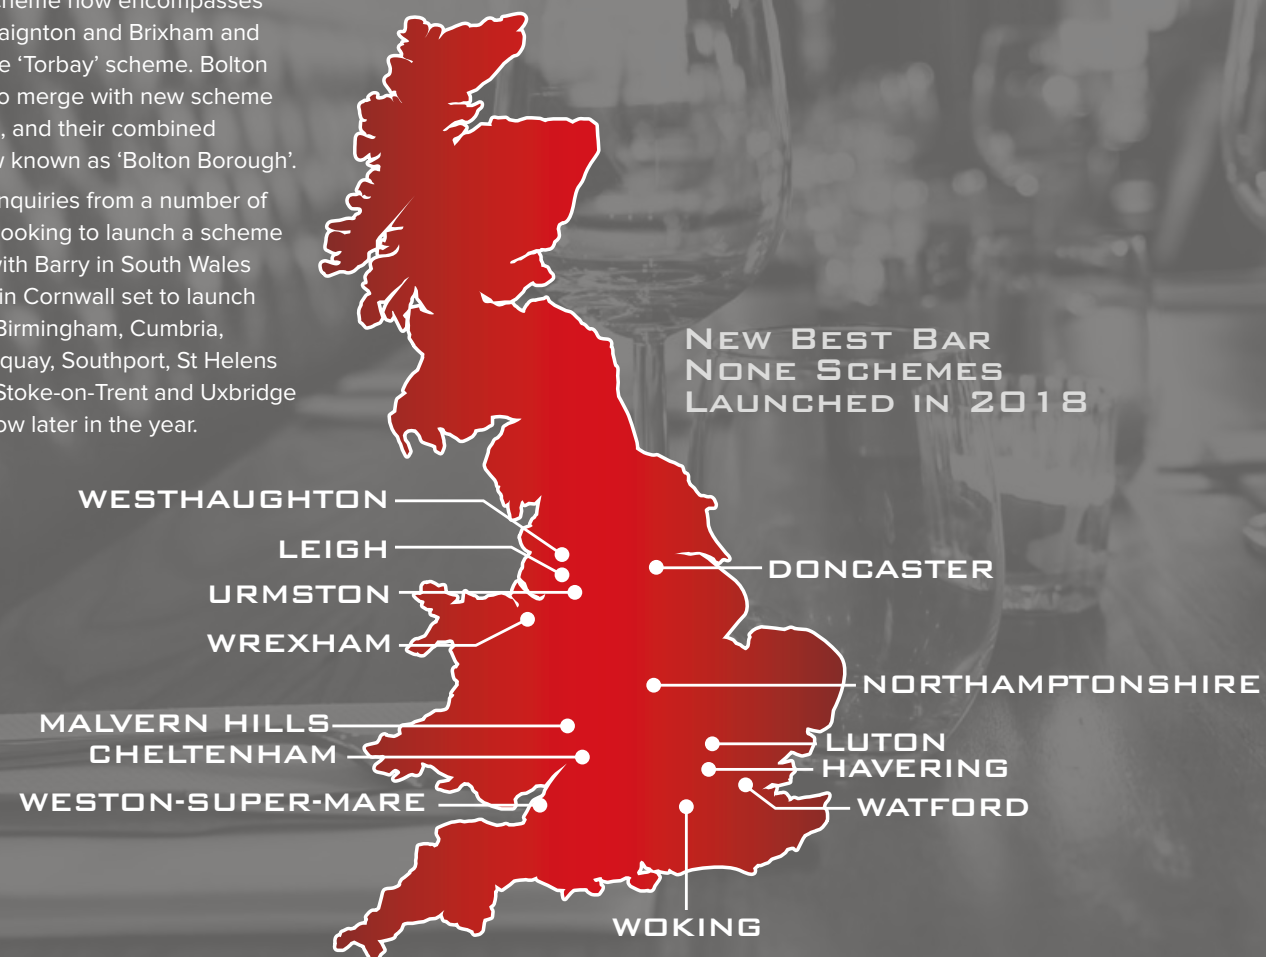 cheme now encompasses
aignton and Brixham and
e ‘Torbay’ scheme. Bolton
o merge with new scheme
, and their combined
known as ‘Bolton Borough’.
nquiries from a number of
ooking to launch a scheme
with Barry in South Wales
in Cornwall set to launch
Birmingham, Cumbria,
quay, Southport, St Helens
Stoke-on-Trent and Uxbridge
ow later in the year.
New Best Bar
None Schemes
Launched in 2018
WESTHAUGHTON
LEIGH
URMSTON
WREXHAM
MALVERN HILLS
CHELTENHAM
WESTON-SUPER-MARE
DONCASTER
NORTHAMPTONSHIRE
LUTON
HAVERING
WATFORD
WOKING